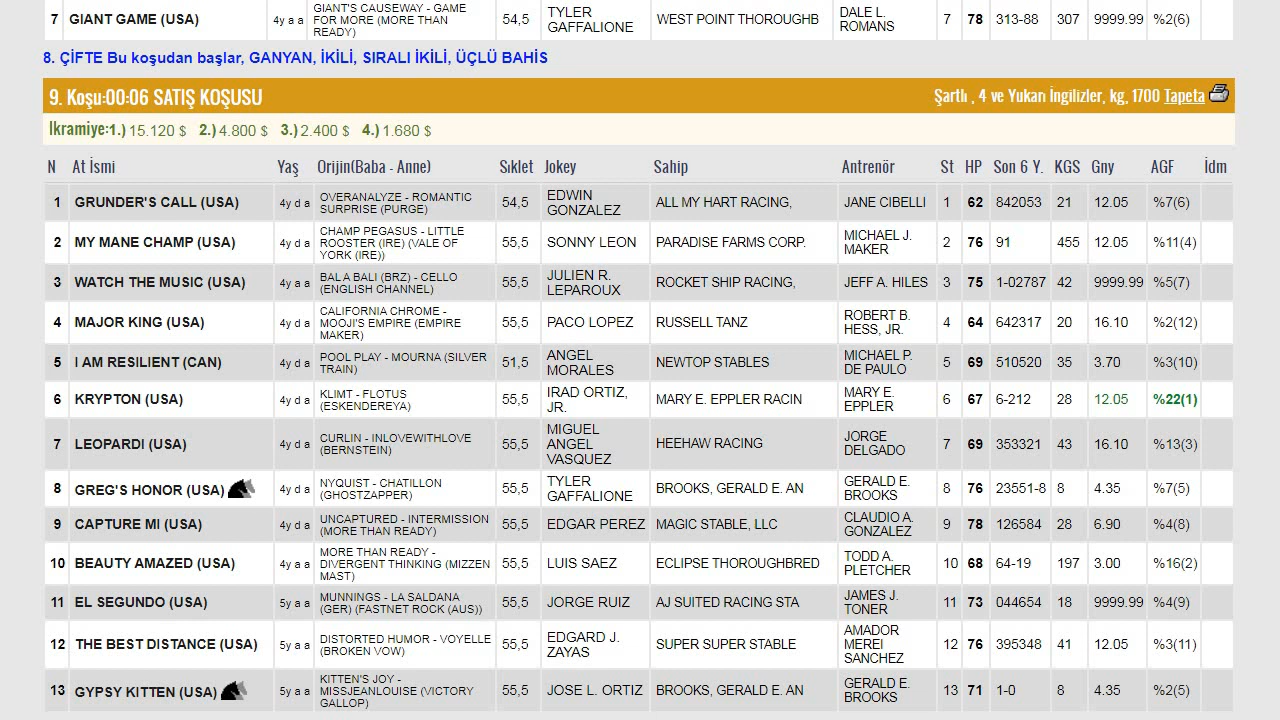 7 GIANT GAME (USA) 4y a a GIANT'S CAUSEWAY - GAME FOR MORE (MORE THAN READY) 54,5 TYLER GAFFALIONE WEST POINT THOROUGHB DALE L. ROMANS 7 78 313-88 307 9999.99 %2(6)
8. ÇİFTE Bu koşudan başlar, GANYAN, İKİLİ, SIRALI İKİLİ, ÜÇLÜ BAHİS
9. Koşu:00:06 SATIŞ KOŞUSU Şartlı , 4 ve Yukarı İngilizler, kg, 1700 Tapeta
Ikramiye:1.) 15.120 $ 2.) 4.800 $ 3.) 2.400 $ 4.) 1.680 $
N At İsmi Yaş Orijin(Baba - Anne) Sıklet Jokey Sahip Antrenör St HP Son 6 Y. KGS Gny AGF İdm
1 GRUNDER'S CALL (USA) 4y d a OVERANALYZE - ROMANTIC SURPRISE (PURGE) 54,5 EDWIN GONZALEZ ALL MY HART RACING, JANE CIBELLI 1 62 842053 21 12.05 %7(6)
2 MY MANE CHAMP (USA) 4y d a CHAMP PEGASUS - LITTLE ROOSTER (IRE) (VALE OF YORK (IRE)) 55,5 SONNY LEON PARADISE FARMS CORP. MICHAEL J. MAKER 2 76 91 455 12.05 %11(4)
3 WATCH THE MUSIC (USA) 4y a a BAL A BALI (BRZ) - CELLO (ENGLISH CHANNEL) 55,5 JULIEN R. LEPAROUX ROCKET SHIP RACING, JEFF A. HILES 3 75 1-02787 42 9999.99 %5(7)
4 MAJOR KING (USA) 4y d a CALIFORNIA CHROME - MOOJI'S EMPIRE (EMPIRE MAKER) 55,5 PACO LOPEZ RUSSELL TANZ ROBERT B. HESS, JR. 4 64 642317 20 16.10 %2(12)
5 I AM RESILIENT (CAN) 4y d a POOL PLAY - MOURNA (SILVER TRAIN) 51,5 ANGEL MORALES NEWTOP STABLES MICHAEL P. DE PAULO 5 69 510520 35 3.70 %3(10)
6 KRYPTON (USA) 4y d a KLIMT - FLOTUS (ESKENDEREYA) 55,5 IRAD ORTIZ, JR. MARY E. EPPLER RACIN MARY E. EPPLER 6 67 6-212 28 12.05 %22(1)
7 LEOPARDI (USA) 4y d a CURLIN - INLOVEWITHLOVE (BERNSTEIN) 55,5 MIGUEL ANGEL VASQUEZ HEEHAW RACING JORGE DELGADO 7 69 353321 43 16.10 %13(3)
8 GREG'S HONOR (USA) 4y d a NYQUIST - CHATILLON (GHOSTZAPPER) 55,5 TYLER GAFFALIONE BROOKS, GERALD E. AN GERALD E. BROOKS 8 76 23551-8 8 4.35 %7(5)
9 CAPTURE MI (USA) 4y d a UNCAPTURED - INTERMISSION (MORE THAN READY) 55,5 EDGAR PEREZ MAGIC STABLE, LLC CLAUDIO A. GONZALEZ 9 78 126584 28 6.90 %4(8)
10 BEAUTY AMAZED (USA) 4y a a MORE THAN READY - DIVERGENT THINKING (MIZZEN MAST) 55,5 LUIS SAEZ ECLIPSE THOROUGHBRED TODD A. PLETCHER 10 68 64-19 197 3.00 %16(2)
11 EL SEGUNDO (USA) 5y a a MUNNINGS - LA SALDANA (GER) (FASTNET ROCK (AUS)) 55,5 JORGE RUIZ AJ SUITED RACING STA JAMES J. TONER 11 73 044654 18 9999.99 %4(9)
12 THE BEST DISTANCE (USA) 5y a a DISTORTED HUMOR - VOYELLE (BROKEN VOW) 55,5 EDGARD J. ZAYAS SUPER SUPER STABLE AMADOR MEREI SANCHEZ 12 76 395348 41 12.05 %3(11)
13 GYPSY KITTEN (USA) 5y a a KITTEN'S JOY - MISSJEANLOUISE (VICTORY GALLOP) 55,5 JOSE L. ORTIZ BROOKS, GERALD E. AN GERALD E. BROOKS 13 71 1-0 8 4.35 %2(5)